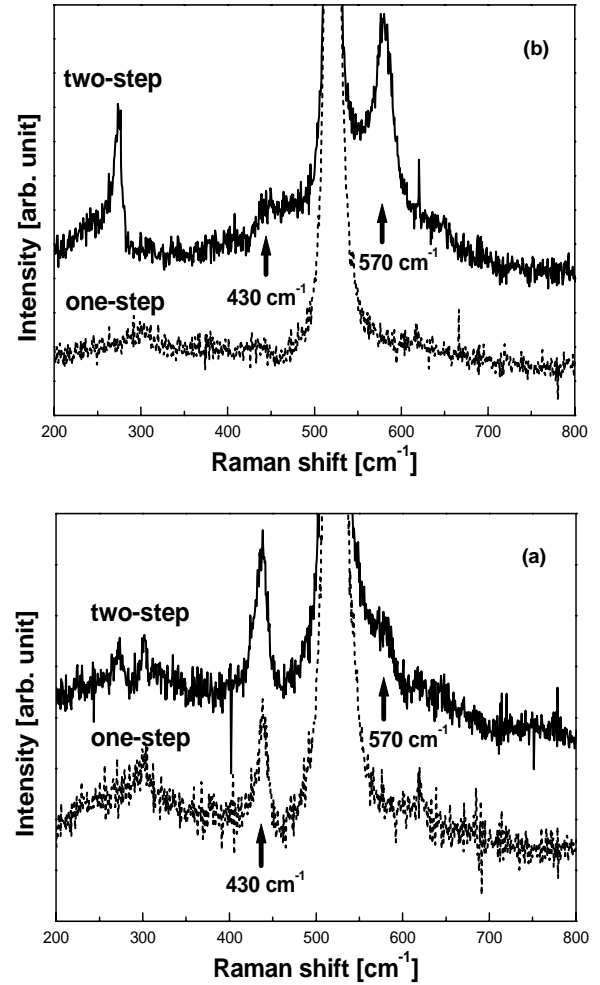 (b)
two-step
Intensity [arb. unit]
430 cm⁻¹
570 cm⁻¹
one-step
200 300 400 500 600 700 800
Raman shift [cm⁻¹]
(a)
two-step
Intensity [arb. unit]
one-step
570 cm⁻¹
430 cm⁻¹
200 300 400 500 600 700 800
Raman shift [cm⁻¹]